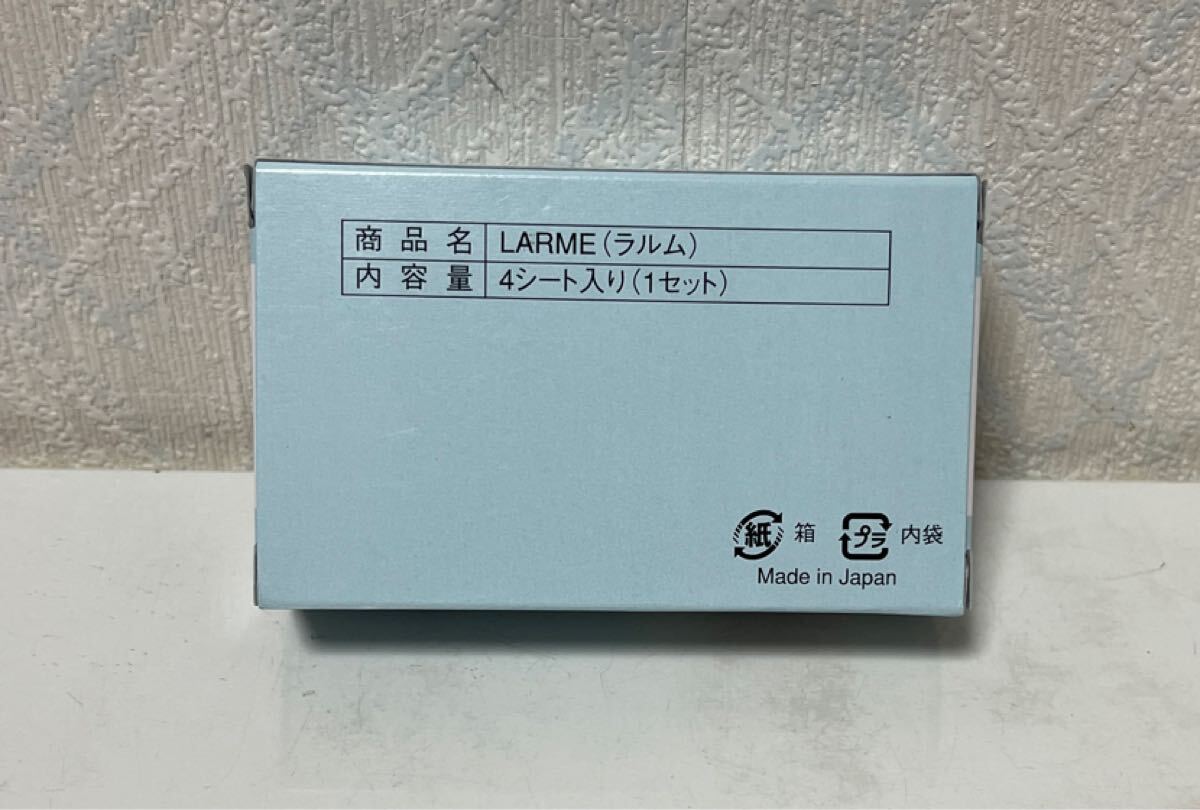 商品名 LARME(ラルム)
内容量 4シート入り(1セット)
紙 箱 プラ 内袋
Made in Japan